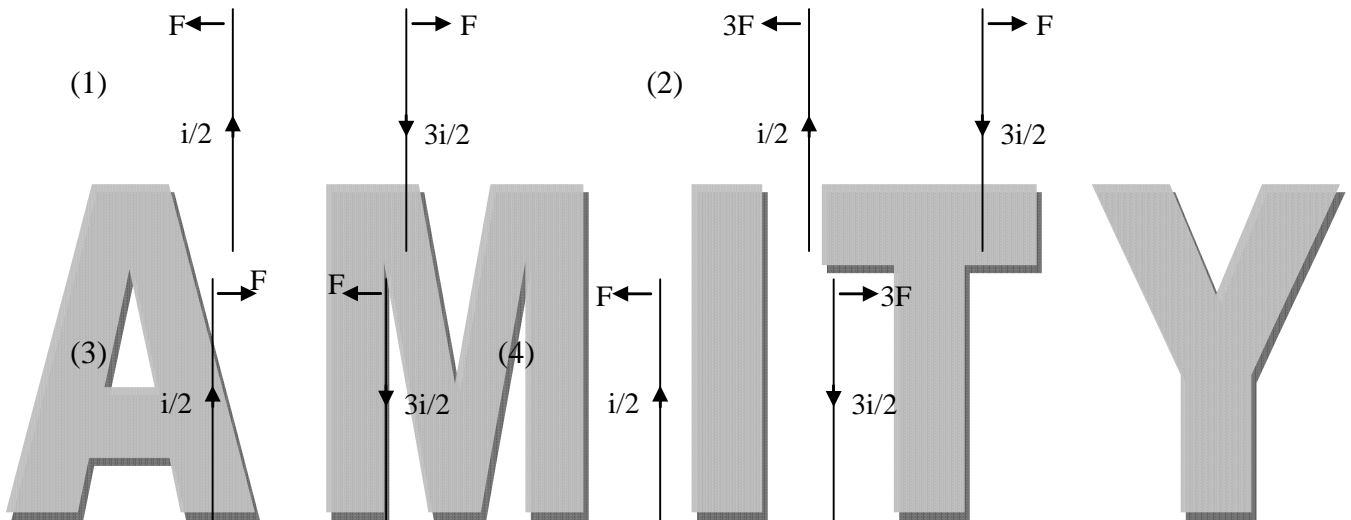 F F 3F F
(1) (2)
i/2 3i/2 i/2 3i/2
F F F 3F
(3) (4)
i/2 3i/2 i/2 3i/2
AMITY